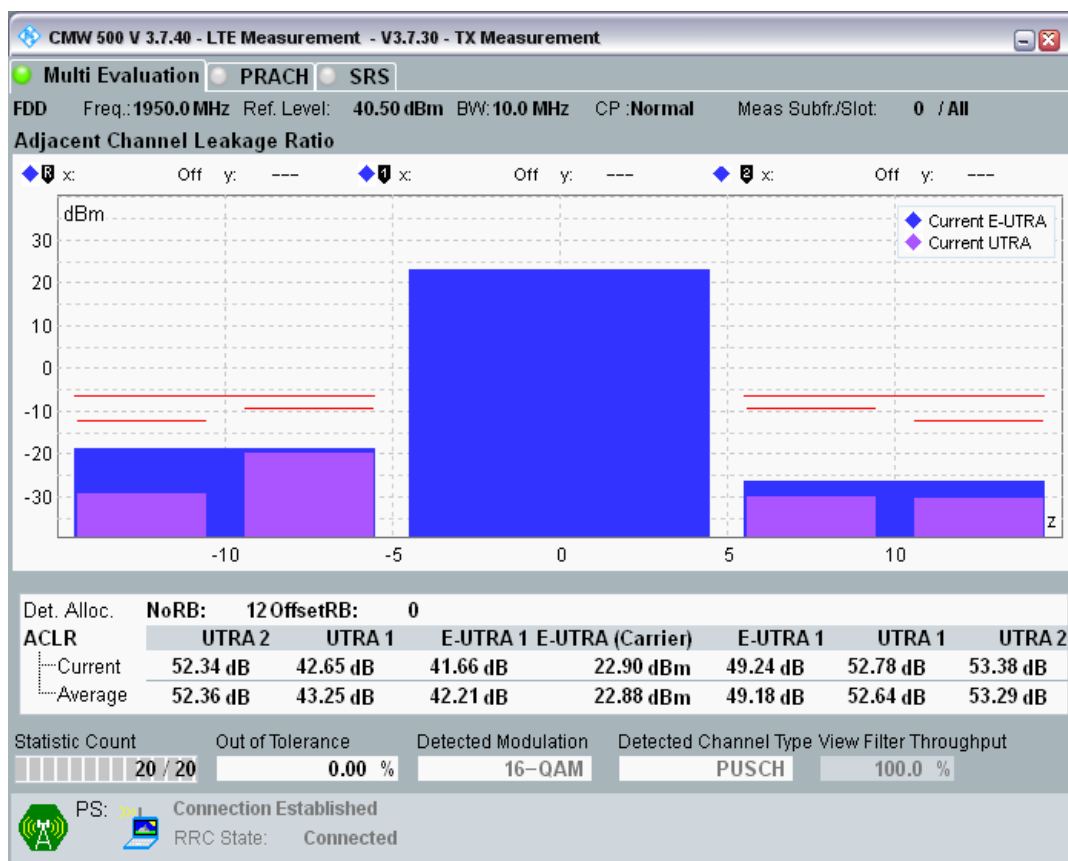 CMW 500 V 3.7.40 - LTE Measurement - V3.7.30 - TX Measurement
Multi Evaluation PRACH SRS
FDD Freq.: 1950.0 MHz Ref. Level: 40.50 dBm BW: 10.0 MHz CP : Normal Meas Subfr./Slot: 0 / All
Adjacent Channel Leakage Ratio
R x: Off y: --- 1 x: Off y: --- 2 x: Off y: ---
dBm
Current E-UTRA
Current UTRA
30
20
10
0
-10
-20
-30
z
-10 -5 0 5 10
Det. Alloc. NoRB: 12 OffsetRB: 0
ACLR UTRA 2 UTRA 1 E-UTRA 1 E-UTRA (Carrier) E-UTRA 1 UTRA 1 UTRA 2
Current 52.34 dB 42.65 dB 41.66 dB 22.90 dBm 49.24 dB 52.78 dB 53.38 dB
Average 52.36 dB 43.25 dB 42.21 dB 22.88 dBm 49.18 dB 52.64 dB 53.29 dB
Statistic Count Out of Tolerance Detected Modulation Detected Channel Type View Filter Throughput
20 / 20 0.00 % 16-QAM PUSCH 100.0 %
PS: Connection Established
RRC State: Connected